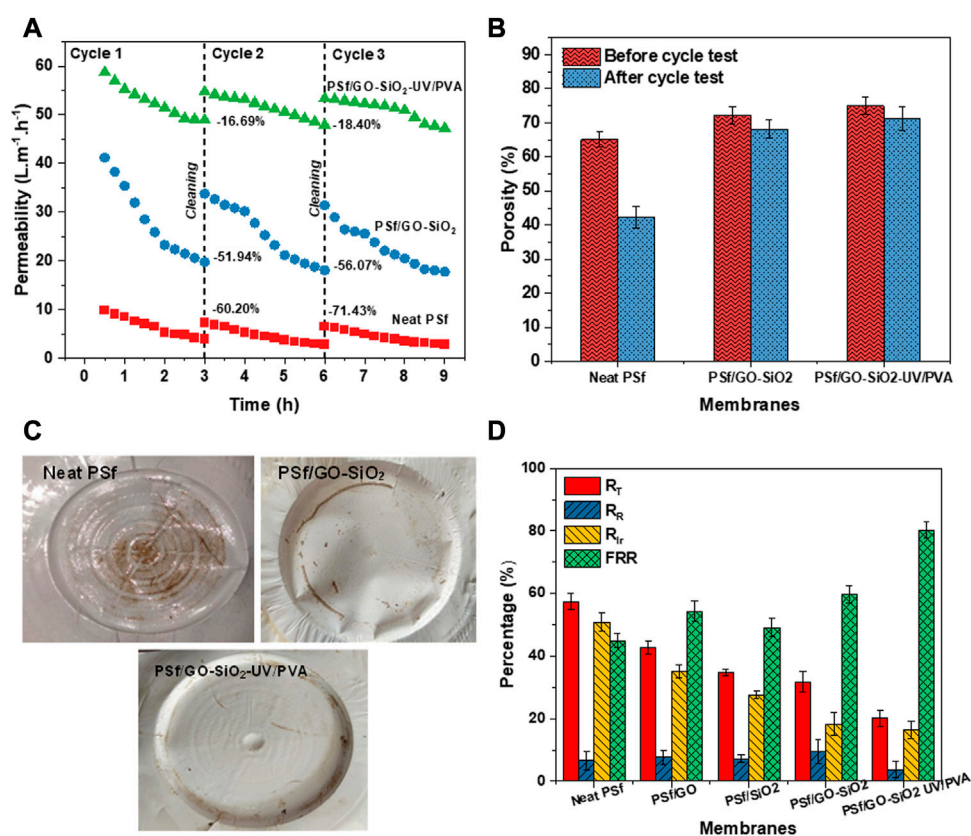 A
Cycle 1
Cycle 2
Cycle 3
PSf/GO-SiO₂-UV/PVA
-16.69%
-18.40%
Cleaning
Cleaning
PSf/GO-SiO₂
-51.94%
-56.07%
-60.20%
-71.43%
Neat PSf
60
50
40
30
20
10
0
Permeability (L.m⁻¹.h⁻¹)
0 1 2 3 4 5 6 7 8 9
Time (h)
B
Before cycle test
After cycle test
90
80
70
60
50
40
30
20
10
0
Porosity (%)
Neat PSf PSf/GO-SiO2 PSf/GO-SiO2-UV/PVA
Membranes
C
Neat PSf
PSf/GO-SiO₂
PSf/GO-SiO₂-UV/PVA
D
R_T
R_R
R_Ir
FRR
100
80
60
40
20
0
Percentage (%)
Neat PSf PSf/GO PSf/SiO2 PSf/GO-SiO2 PSf/GO-SiO2 UV/PVA
Membranes